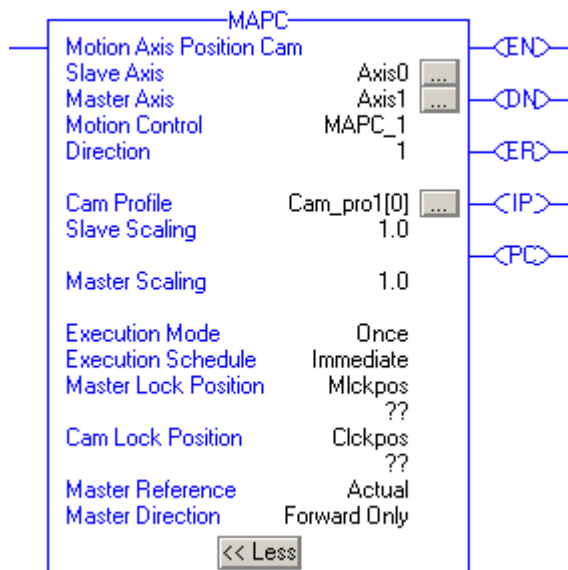 MAPC
Motion Axis Position Cam
EN
Slave Axis Axis0 ...
Master Axis Axis1 ...
DN
Motion Control MAPC_1
Direction 1
ER
Cam Profile Cam_pro1[0] ...
IP
Slave Scaling 1.0
PC
Master Scaling 1.0
Execution Mode Once
Execution Schedule Immediate
Master Lock Position Mlckpos
??
Cam Lock Position Clckpos
??
Master Reference Actual
Master Direction Forward Only
<< Less